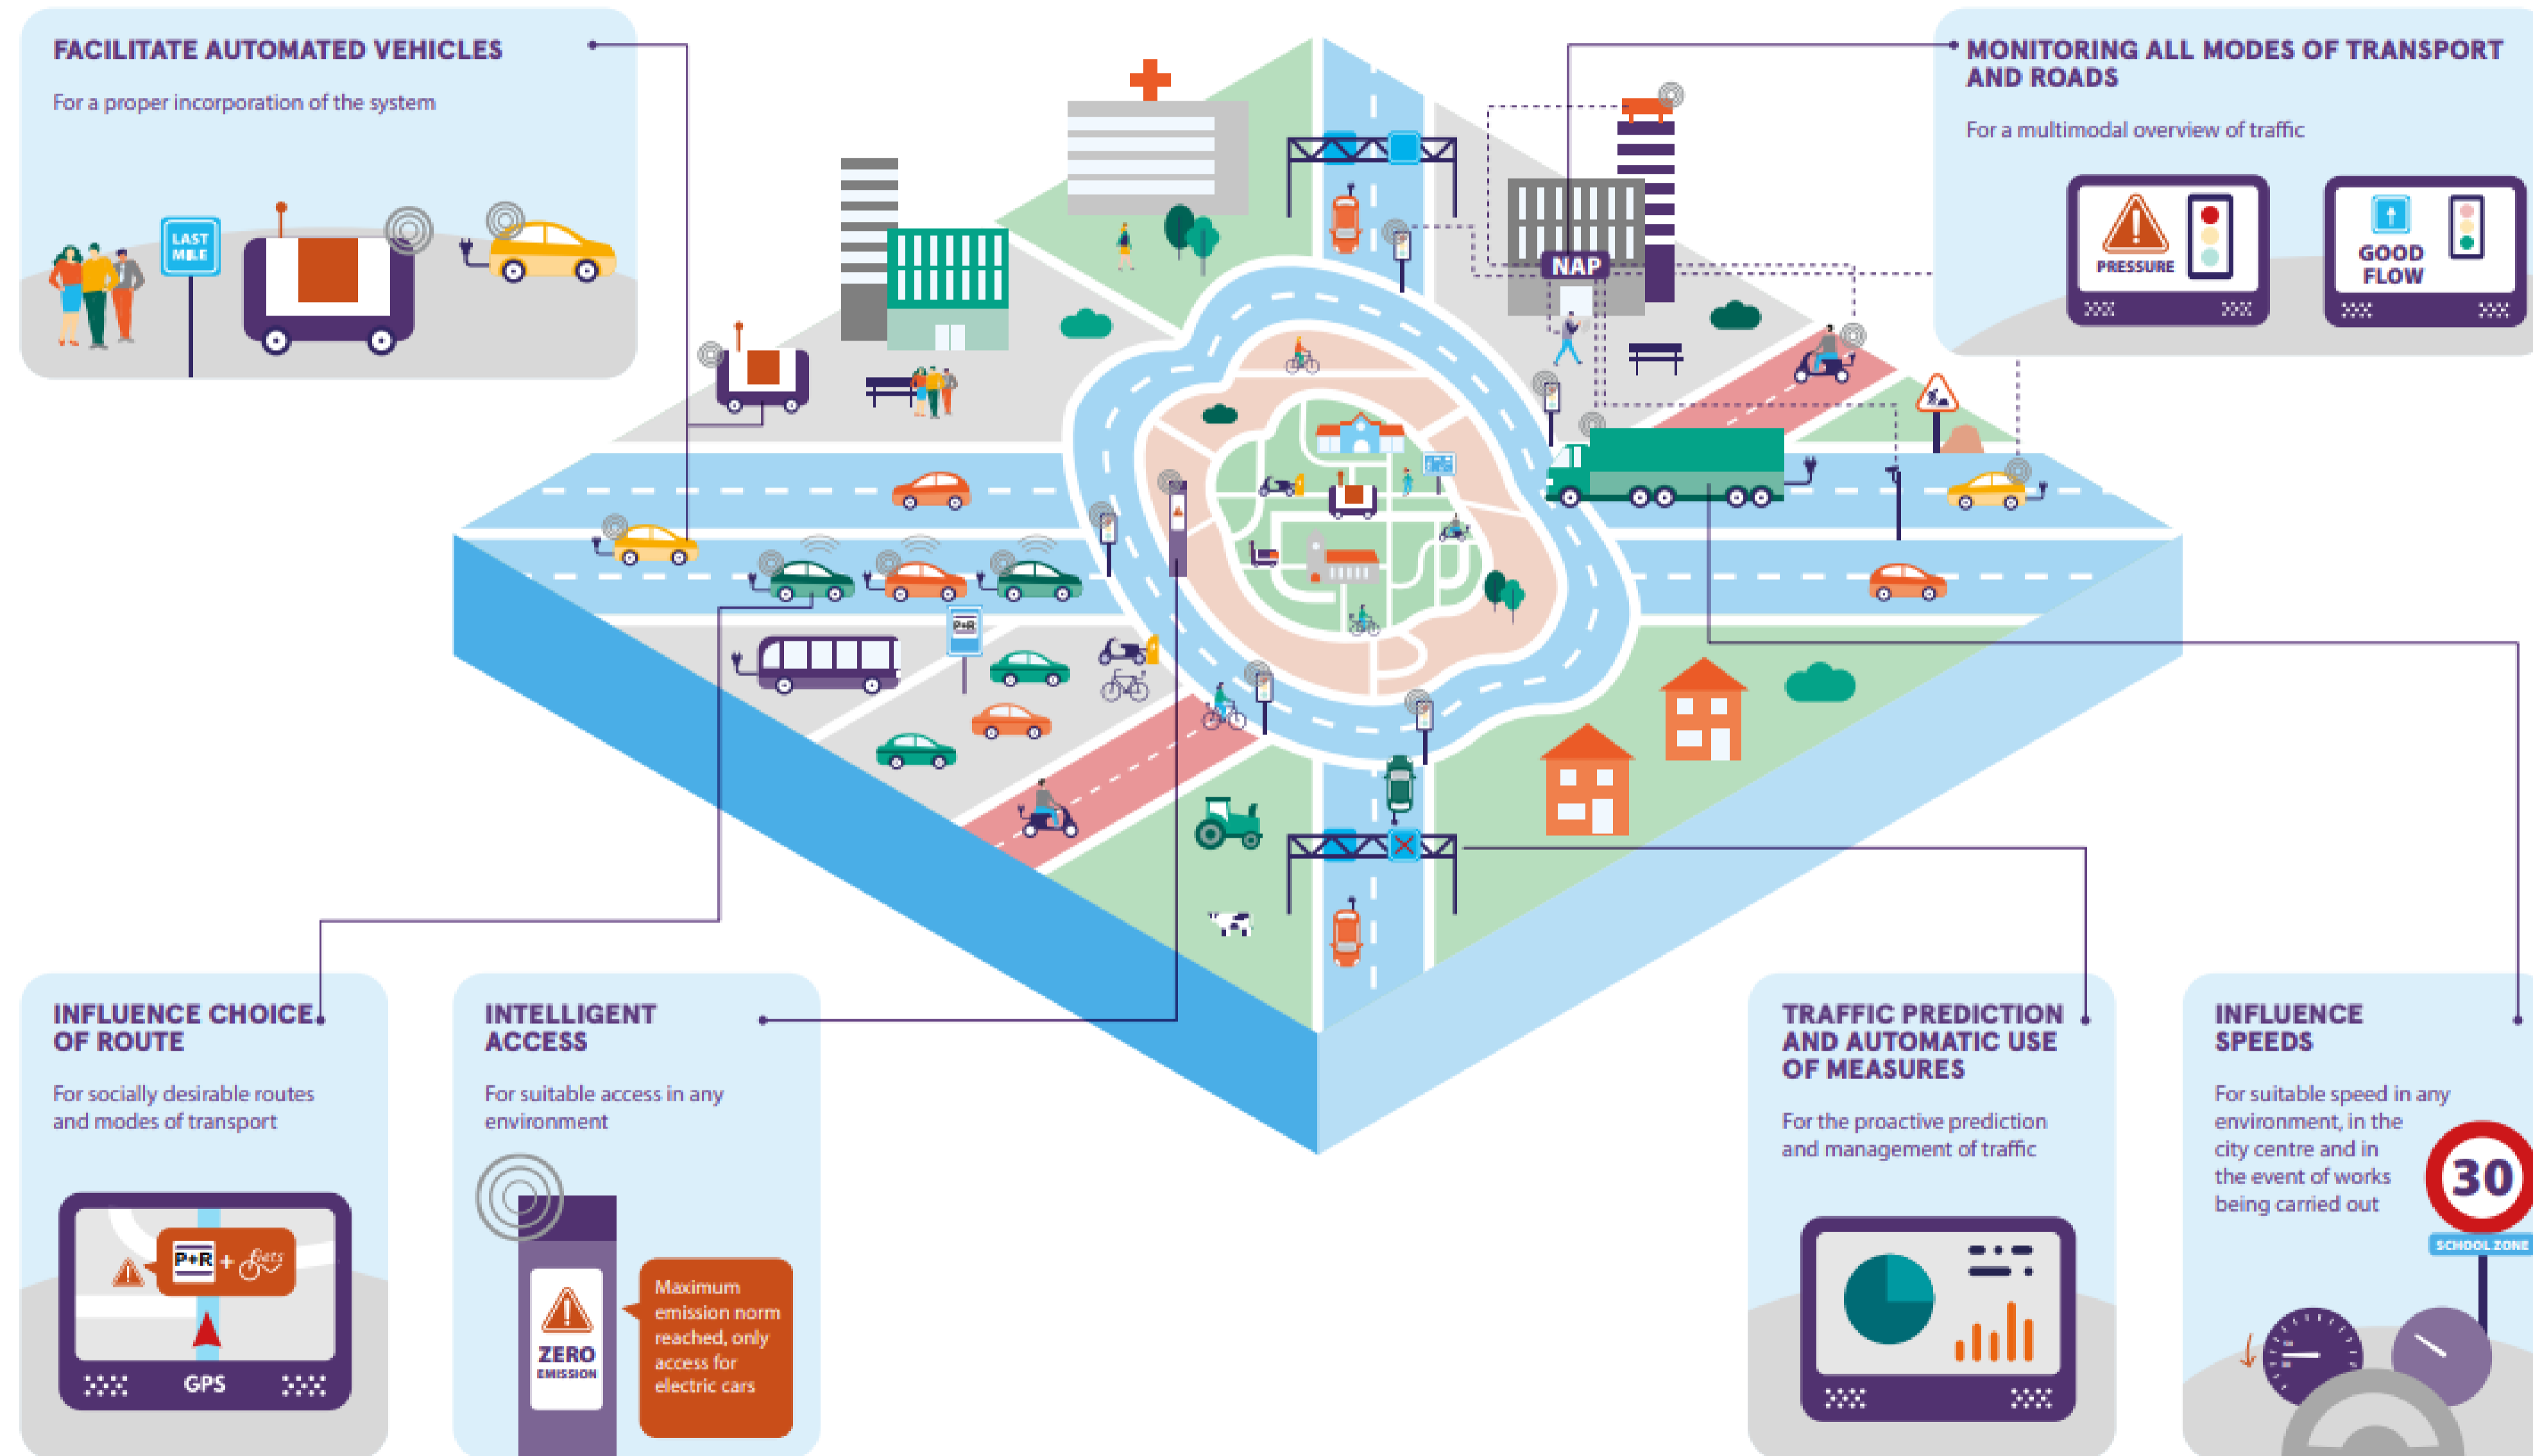 FACILITATE AUTOMATED VEHICLES
For a proper incorporation of the system
LAST
MILE
MONITORING ALL MODES OF TRANSPORT
AND ROADS
For a multimodal overview of traffic
PRESSURE
GOOD
FLOW
NAP
P+R
INFLUENCE CHOICE
OF ROUTE
For socially desirable routes
and modes of transport
P+R + fiets
GPS
INTELLIGENT
ACCESS
For suitable access in any
environment
ZERO
EMISSION
Maximum
emission norm
reached, only
access for
electric cars
TRAFFIC PREDICTION
AND AUTOMATIC USE
OF MEASURES
For the proactive prediction
and management of traffic
INFLUENCE
SPEEDS
For suitable speed in any
environment, in the
city centre and in
the event of works
being carried out
30
SCHOOL ZONE